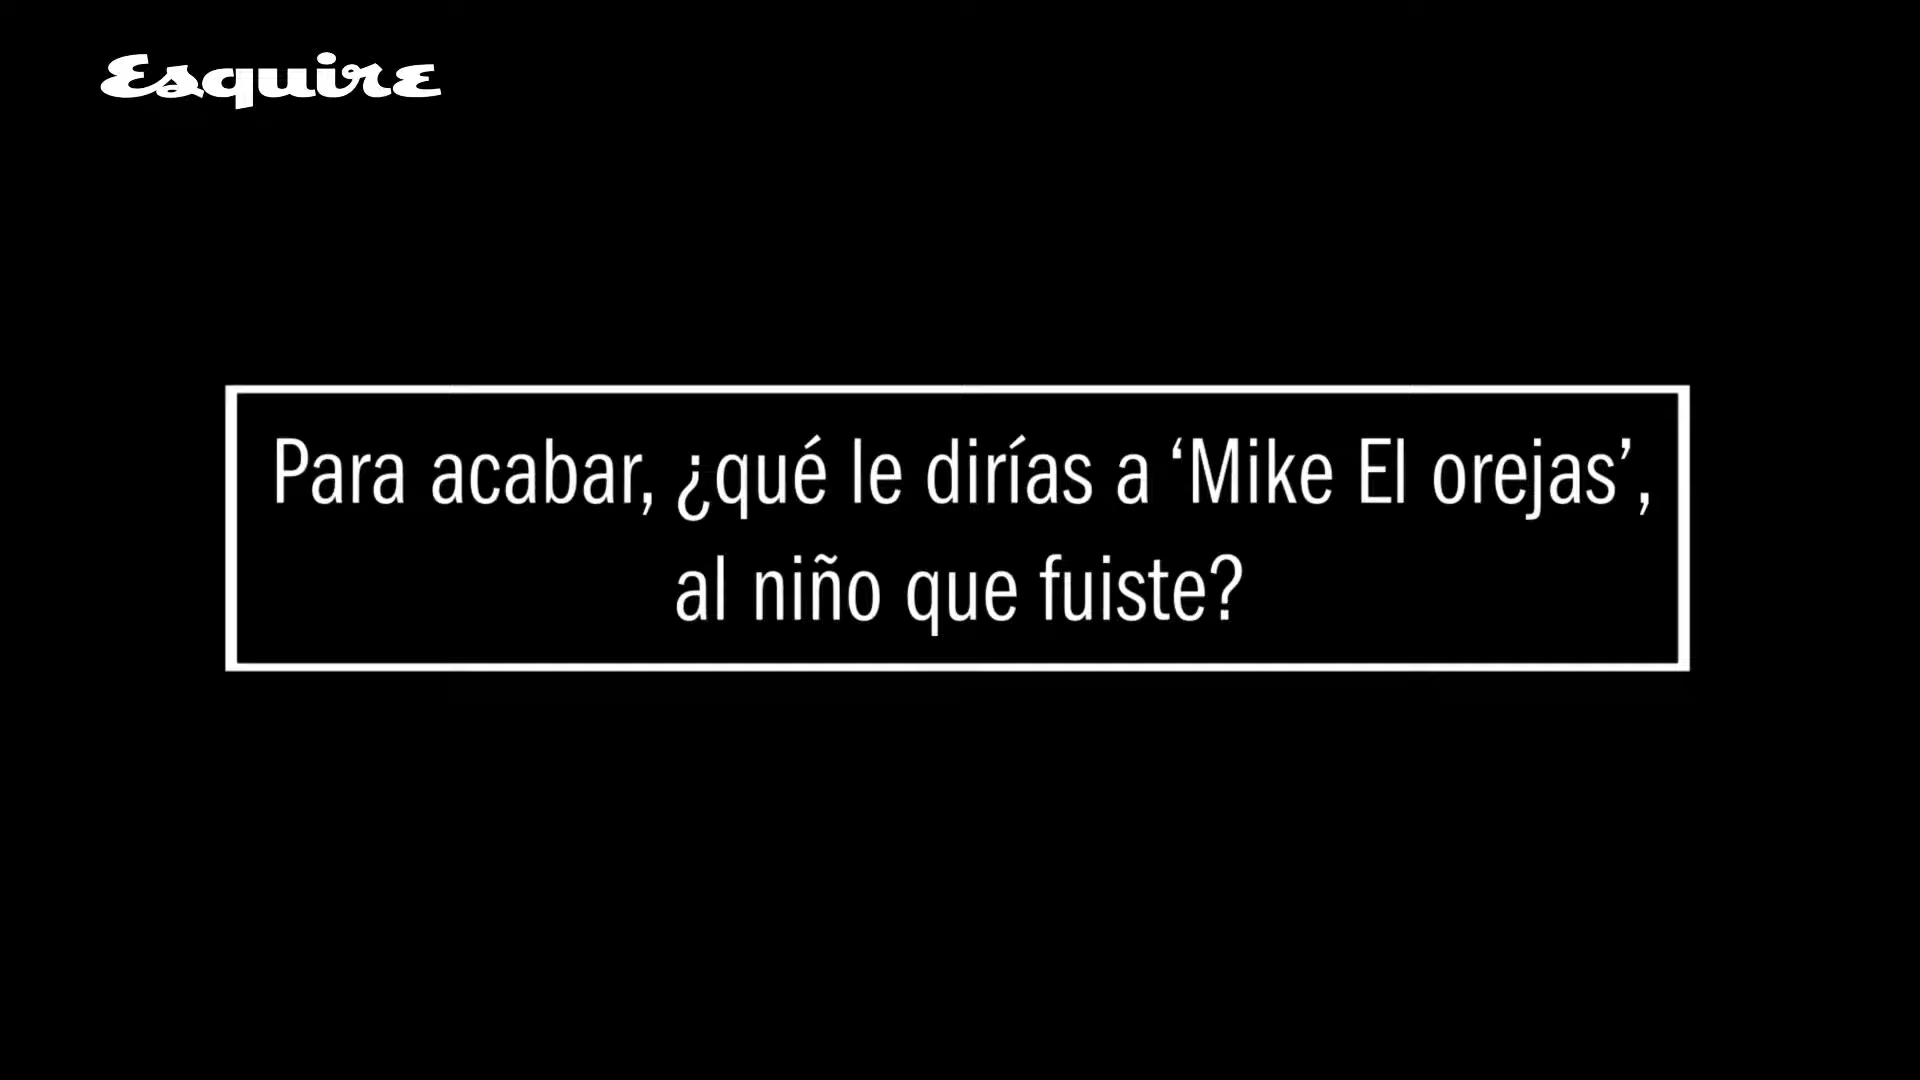 Esquire
Para acabar, ¿qué le dirías a ‘Mike El orejas’,
al niño que fuiste?